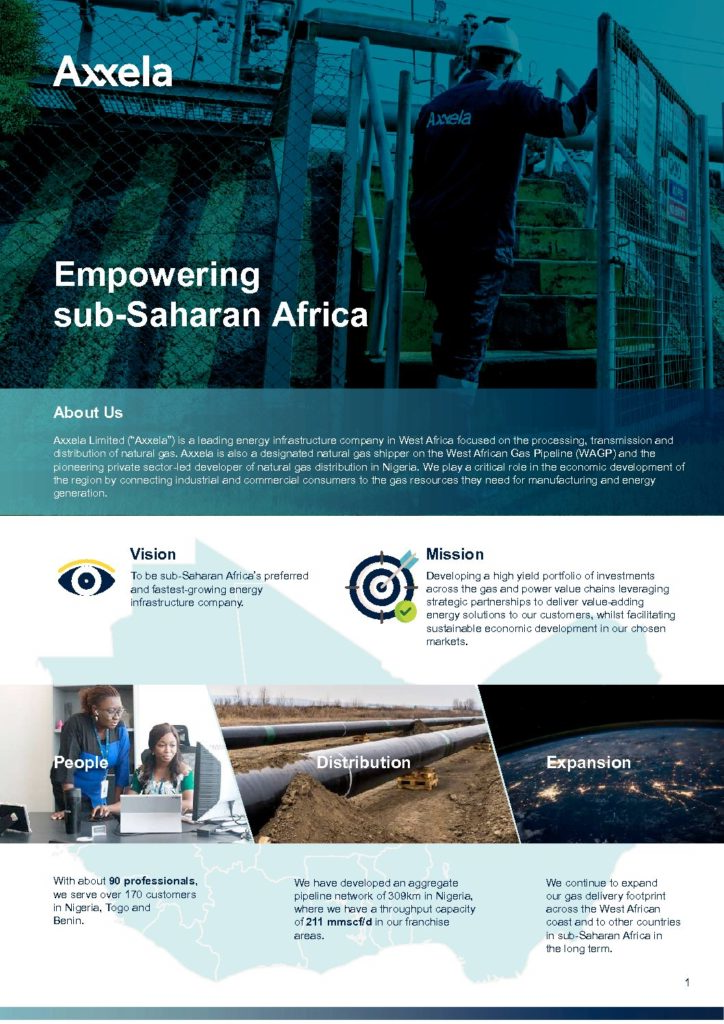 Axxela
Axxela
Empowering
sub-Saharan Africa
About Us
Axxela Limited ("Axxela") is a leading energy infrastructure company in West Africa focused on the processing, transmission and
distribution of natural gas. Axxela is also a designated natural gas shipper on the West African Gas Pipeline (WAGP) and the
pioneering private sector-led developer of natural gas distribution in Nigeria. We play a critical role in the economic development of
the region by connecting industrial and commercial consumers to the gas resources they need for manufacturing and energy
generation.
Vision
To be sub-Saharan Africa's preferred
and fastest-growing energy
infrastructure company.
Mission
Developing a high yield portfolio of investments
across the gas and power value chains leveraging
strategic partnerships to deliver value-adding
energy solutions to our customers, whilst facilitating
sustainable economic development in our chosen
markets.
People
Distribution
Expansion
With about 90 professionals,
we serve over 170 customers
in Nigeria, Togo and
Benin.
We have developed an aggregate
pipeline network of 309km in Nigeria,
where we have a throughput capacity
of 211 mmscf/d in our franchise
areas.
We continue to expand
our gas delivery footprint
across the West African
coast and to other countries
in sub-Saharan Africa in
the long term.
1